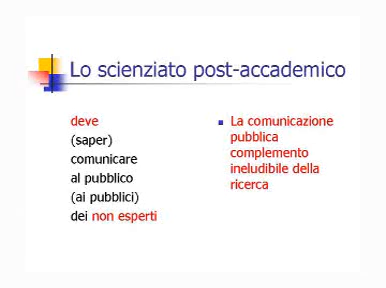 Lo scienziato post-accademico
deve
(saper)
comunicare
al pubblico
(ai pubblici)
dei non esperti
La comunicazione
pubblica
complemento
ineludibile della
ricerca